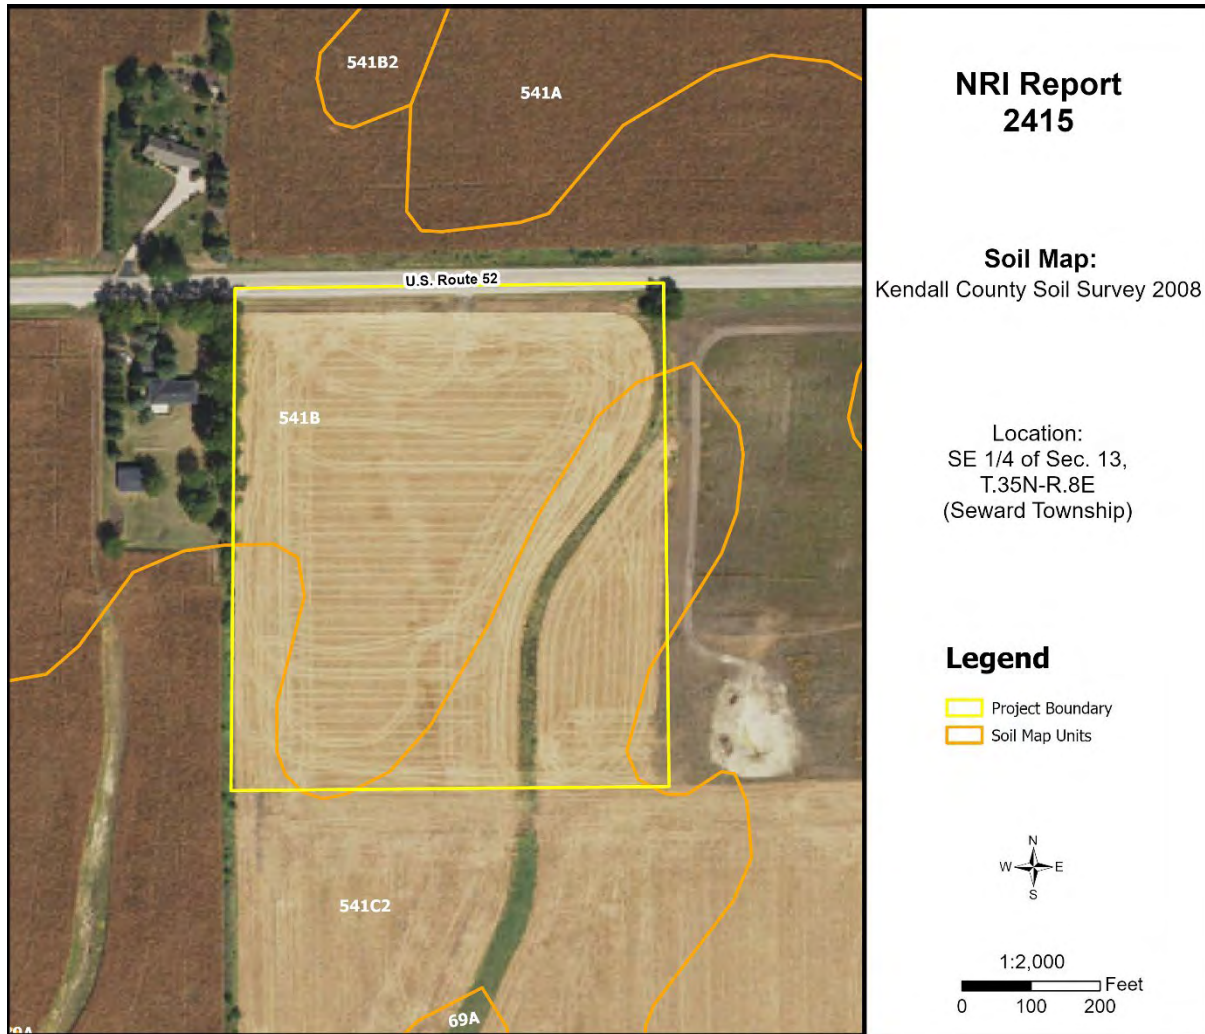 541B2
541A
U.S. Route 52
541B
541C2
69A
NRI Report
2415
Soil Map:
Kendall County Soil Survey 2008
Location:
SE 1/4 of Sec. 13,
T.35N-R.8E
(Seward Township)
Legend
Project Boundary
Soil Map Units
N
W E
S
1:2,000
Feet
0 100 200